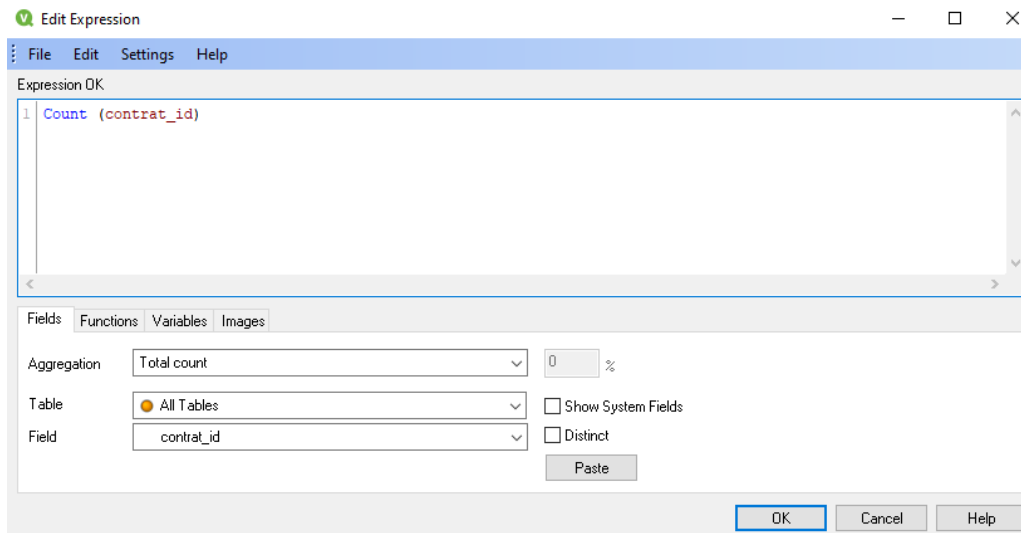 Edit Expression
File Edit Settings Help
Expression OK
1 Count (contrat_id)
Fields Functions Variables Images
Aggregation Total count 0 %
Table All Tables Show System Fields
Field contrat_id Distinct
Paste
OK Cancel Help